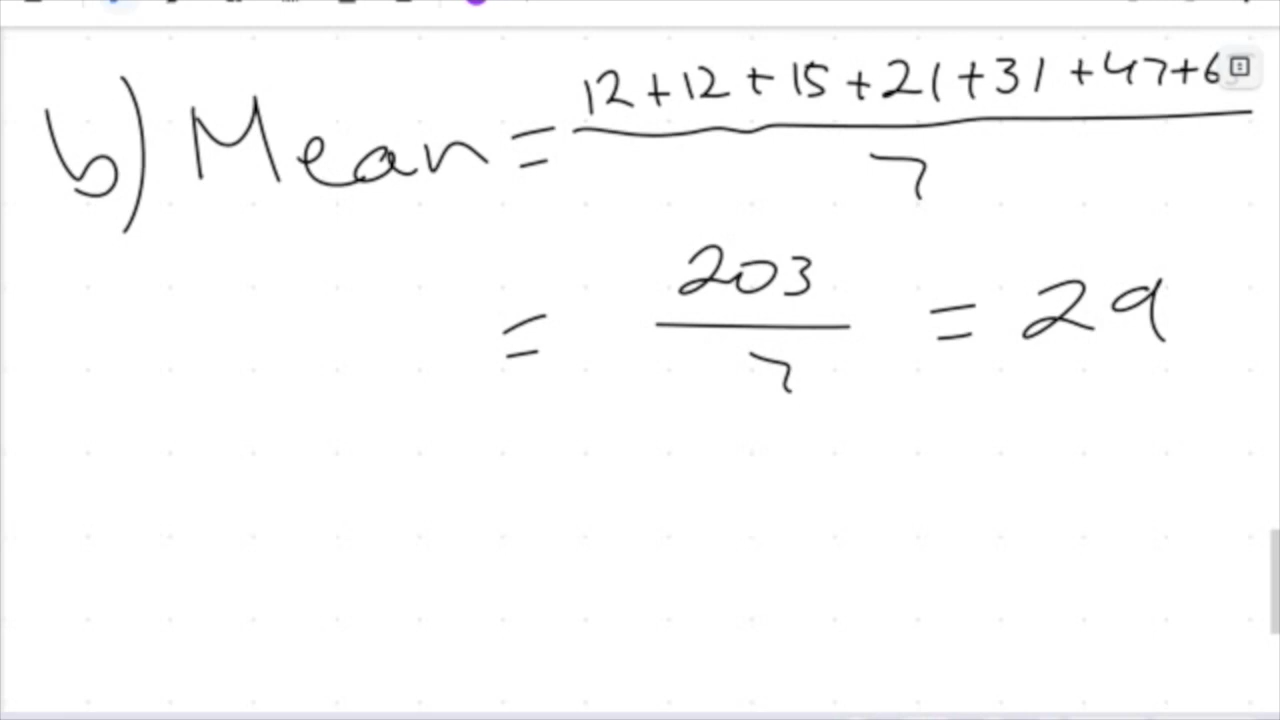 b) Mean = 12 + 12 + 15 + 21 + 31 + 47 + 6
7
= 203
7
= 29